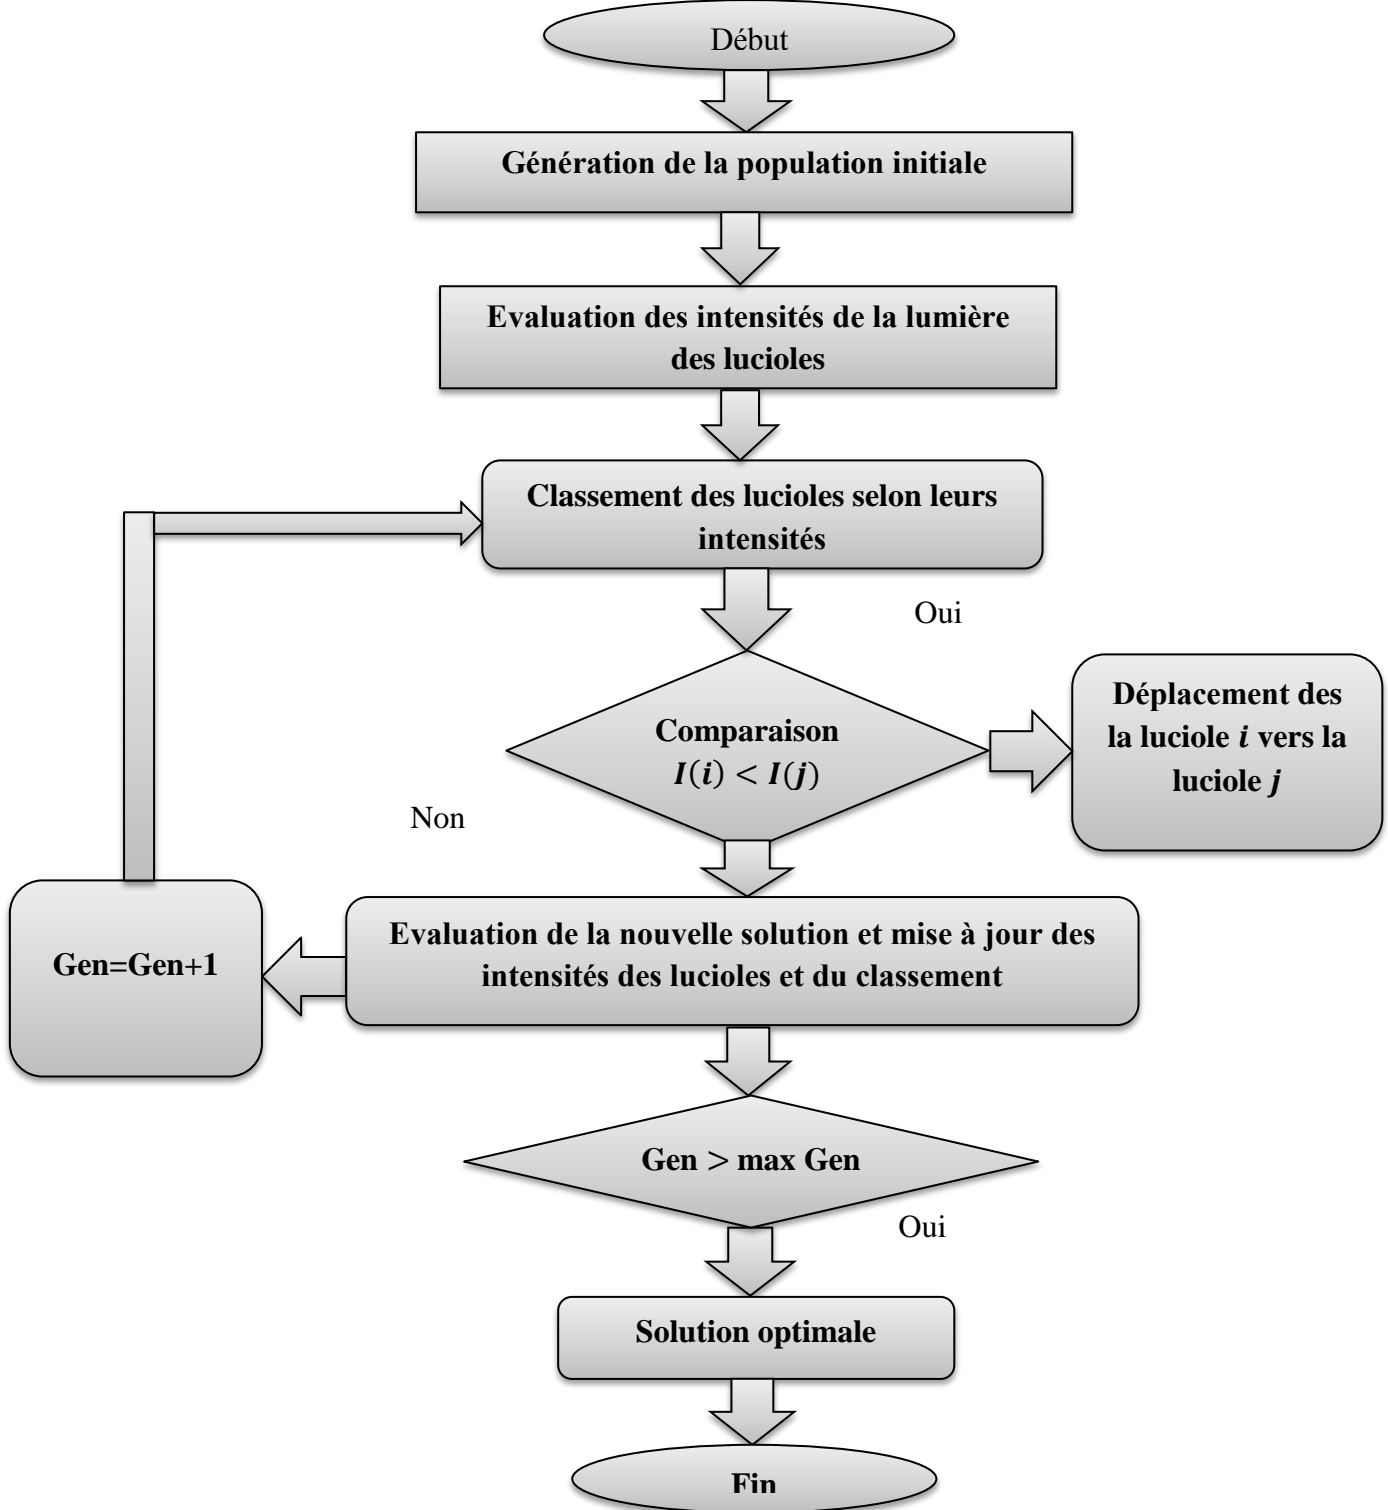 Début
Génération de la population initiale
Evaluation des intensités de la lumière
des lucioles
Classement des lucioles selon leurs
intensités
Oui
Comparaison
I(i) < I(j)
Déplacement des
la luciole i vers la
luciole j
Non
Evaluation de la nouvelle solution et mise à jour des
intensités des lucioles et du classement
Gen=Gen+1
Gen > max Gen
Oui
Solution optimale
Fin